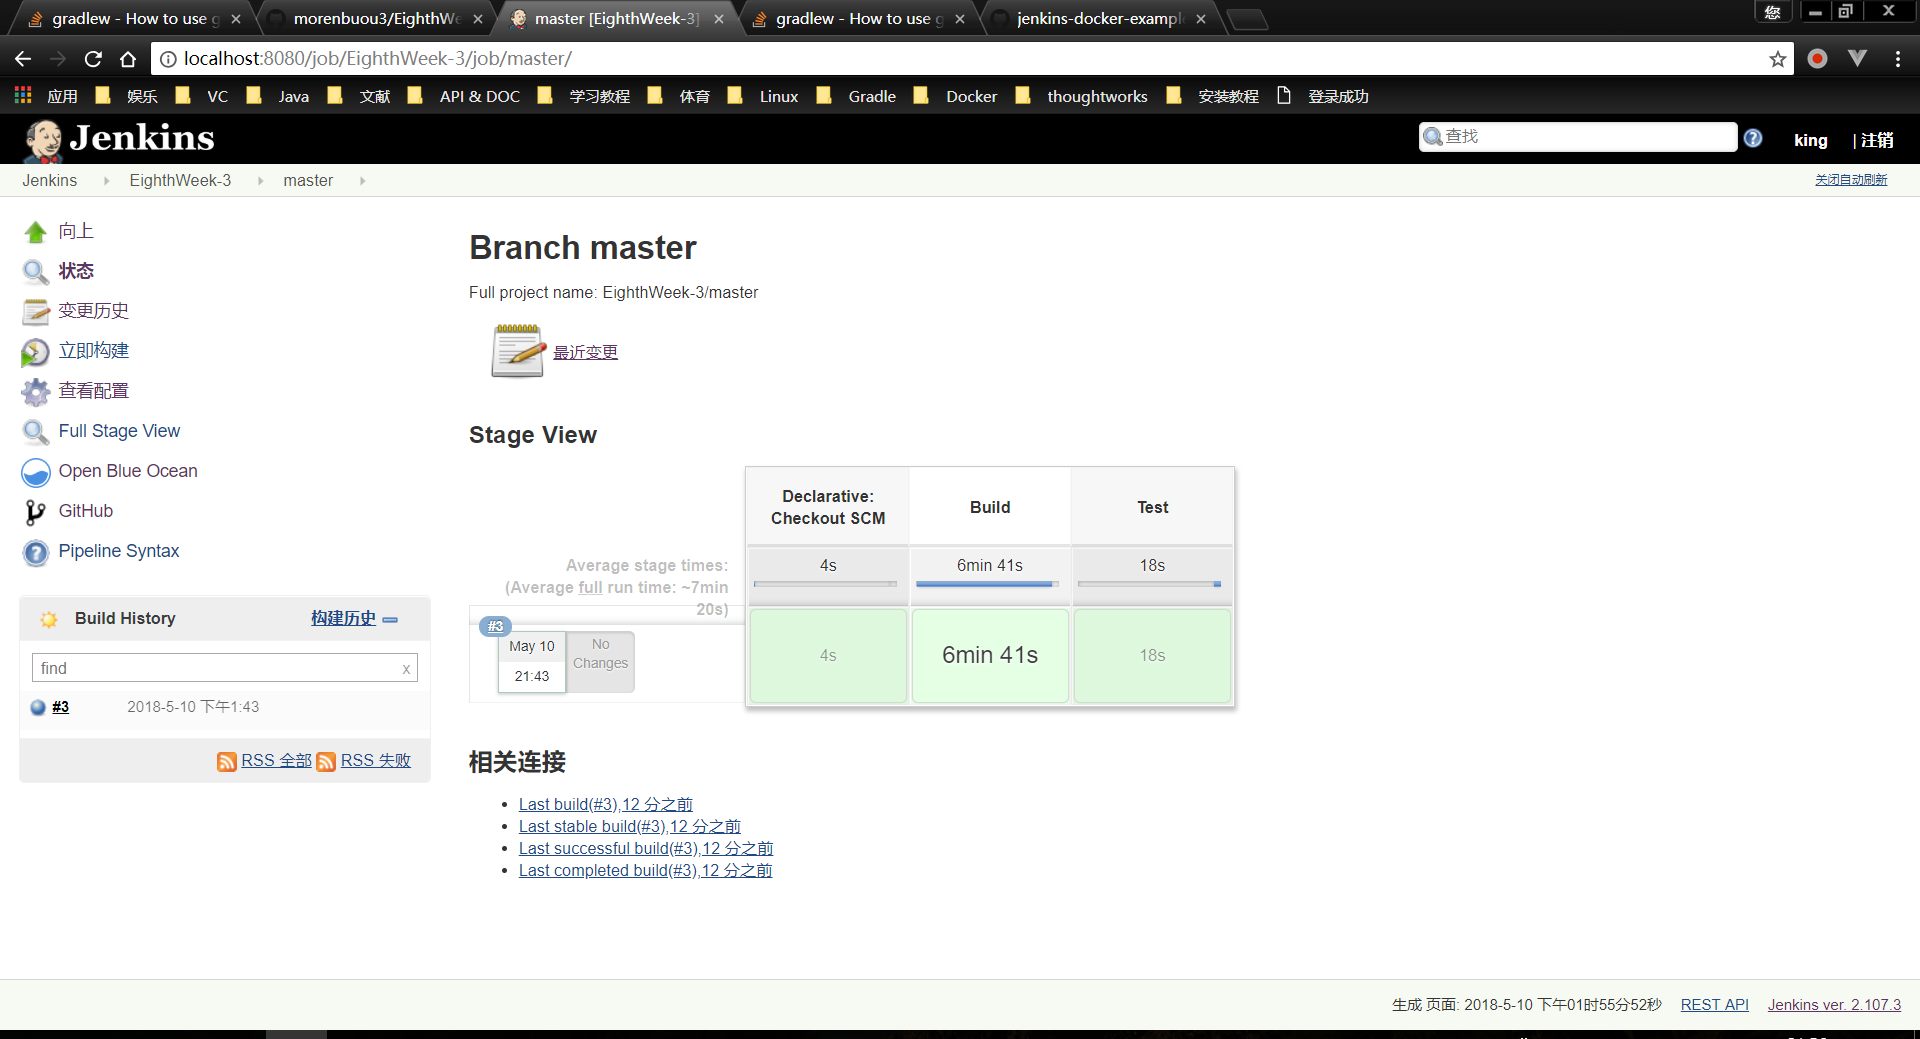 gradlew - How to use g
morenbuou3/EighthWe
master [EighthWeek-3]
gradlew - How to use g
jenkins-docker-exampl
您
localhost:8080/job/EighthWeek-3/job/master/
应用 娱乐 VC Java 文献 API & DOC 学习教程 体育 Linux Gradle Docker thoughtworks 安装教程 登录成功
Jenkins
查找
king
| 注销
Jenkins EighthWeek-3 master
关闭自动刷新
向上
状态
变更历史
立即构建
查看配置
Full Stage View
Open Blue Ocean
GitHub
Pipeline Syntax
Build History 构建历史
find x
#3 2018-5-10 下午1:43
RSS 全部 RSS 失败
Branch master
Full project name: EighthWeek-3/master
最近变更
Stage View
Declarative:
Checkout SCM
Build
Test
Average stage times:
(Average full run time: ~7min
20s)
4s
6min 41s
18s
#3
May 10
21:43
No
Changes
4s
6min 41s
18s
相关连接
Last build(#3),12 分之前
Last stable build(#3),12 分之前
Last successful build(#3),12 分之前
Last completed build(#3),12 分之前
生成 页面: 2018-5-10 下午01时55分52秒 REST API Jenkins ver. 2.107.3